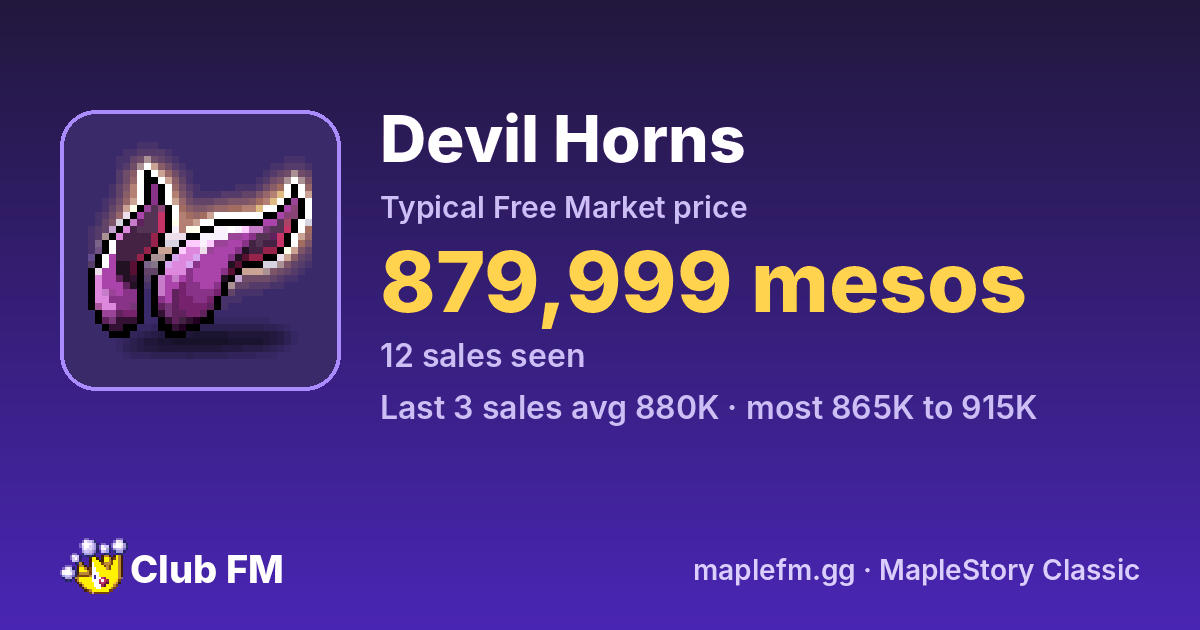 Devil Horns
Typical Free Market price
879,999 mesos
12 sales seen
Last 3 sales avg 880K · most 865K to 915K
Club FM
maplefm.gg · MapleStory Classic